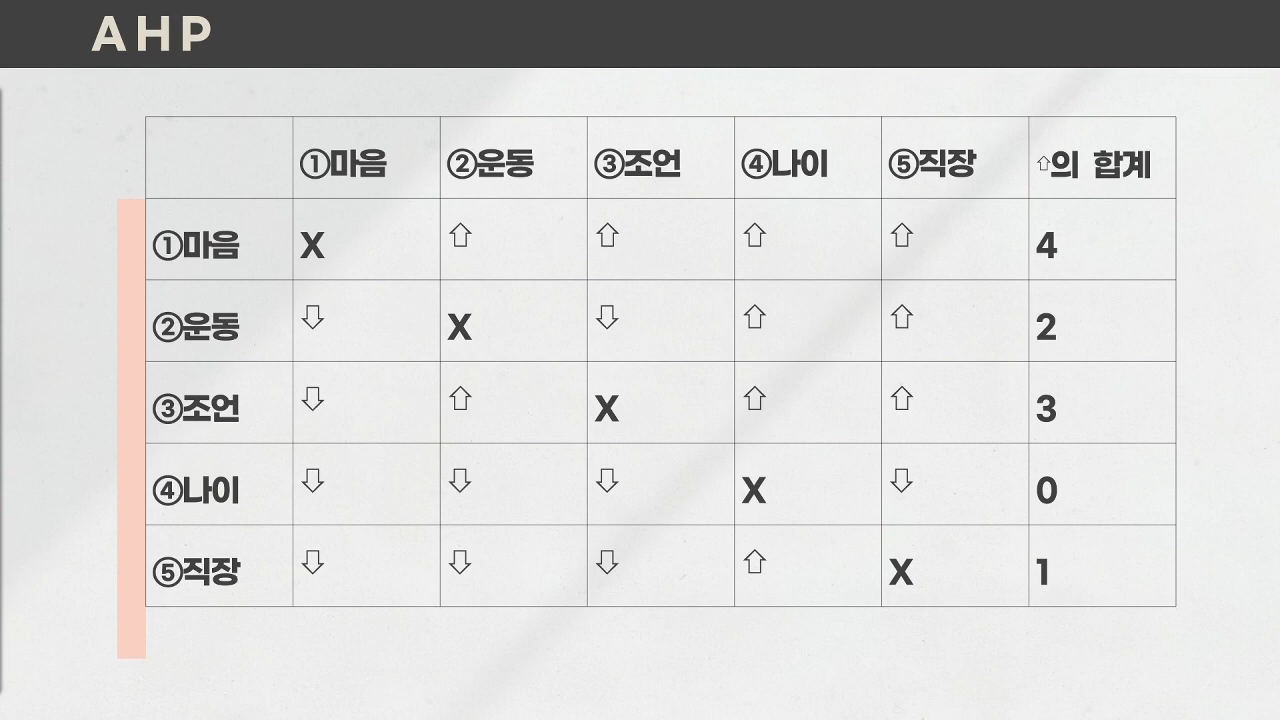 AHP
①마음 ②운동 ③조언 ④나이 ⑤직장 ⇧의 합계
①마음 X ⇧ ⇧ ⇧ ⇧ 4
②운동 ⇩ X ⇩ ⇧ ⇧ 2
③조언 ⇩ ⇧ X ⇧ ⇧ 3
④나이 ⇩ ⇩ ⇩ X ⇩ 0
⑤직장 ⇩ ⇩ ⇩ ⇧ X 1